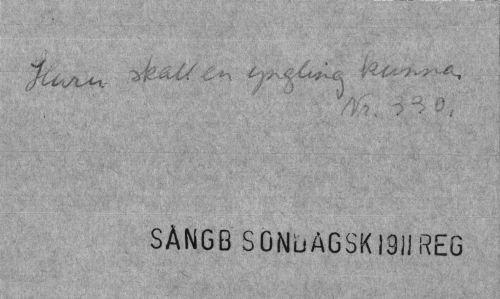 Huru skall en yngling kunna.
Nr. 330.
SÅNGB SÖNDAGSK 1911 REG